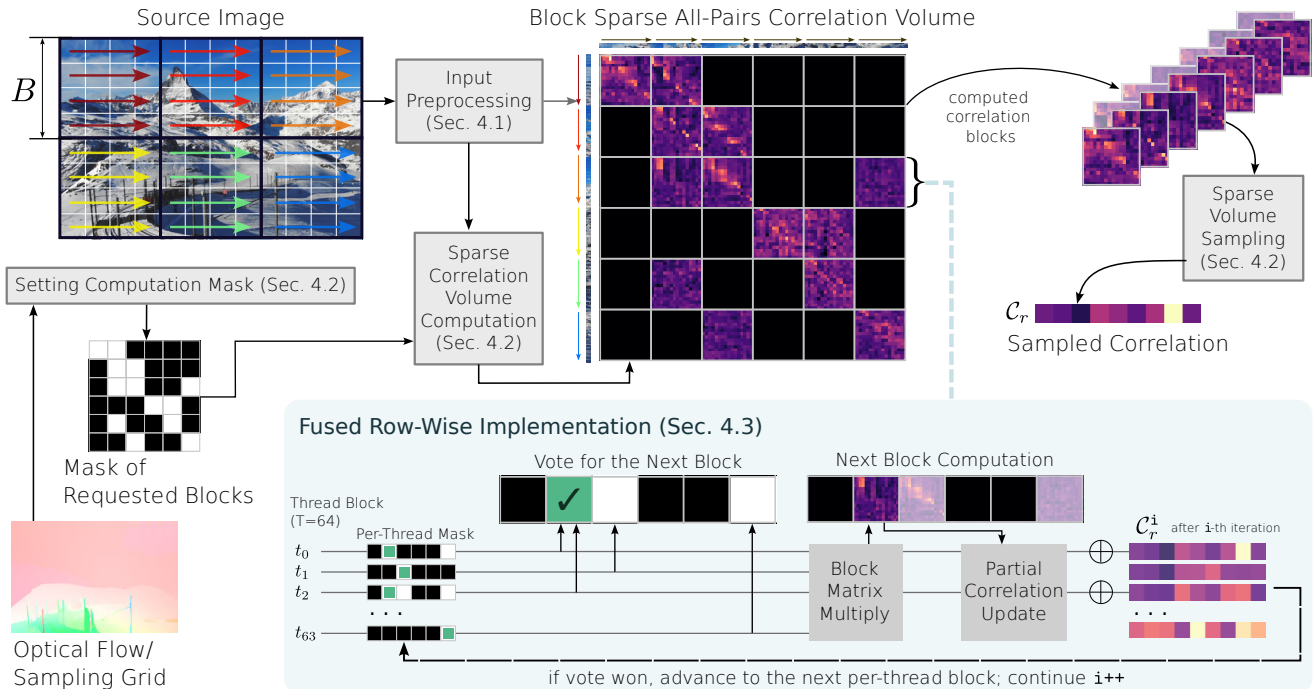 Source Image
B
Input
Preprocessing
(Sec. 4.1)
Block Sparse All-Pairs Correlation Volume
computed
correlation
blocks
Sparse
Volume
Sampling
(Sec. 4.2)
Sparse
Correlation
Volume
Computation
(Sec. 4.2)
Setting Computation Mask (Sec. 4.2)
𝒞ᵣ
Sampled Correlation
Mask of
Requested Blocks
Optical Flow/
Sampling Grid
Fused Row-Wise Implementation (Sec. 4.3)
Vote for the Next Block
Next Block Computation
Thread Block
(T=64)
Per-Thread Mask
✓
𝒞ᵣⁱ after i-th iteration
t₀
t₁
t₂
. . .
t₆₃
Block
Matrix
Multiply
Partial
Correlation
Update
. . .
if vote won, advance to the next per-thread block; continue i++